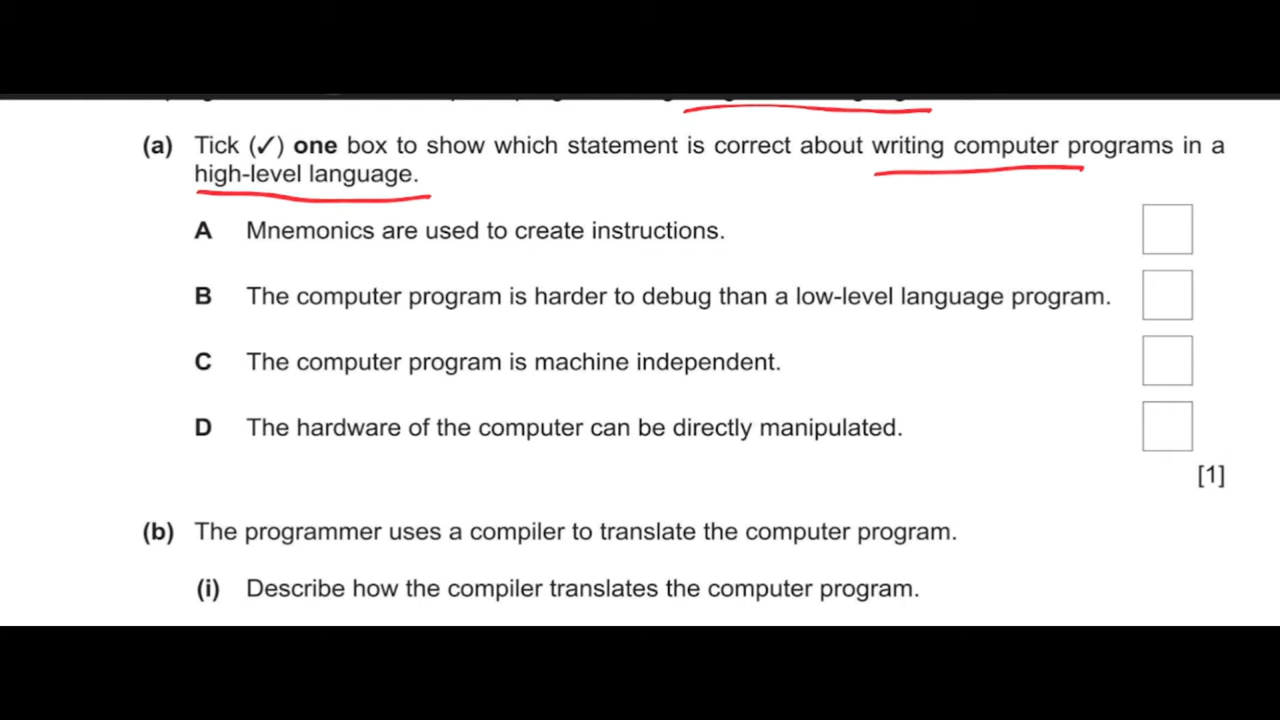 (a) Tick (✓) one box to show which statement is correct about writing computer programs in a
high-level language.
A Mnemonics are used to create instructions.
B The computer program is harder to debug than a low-level language program.
C The computer program is machine independent.
D The hardware of the computer can be directly manipulated.
[1]
(b) The programmer uses a compiler to translate the computer program.
(i) Describe how the compiler translates the computer program.